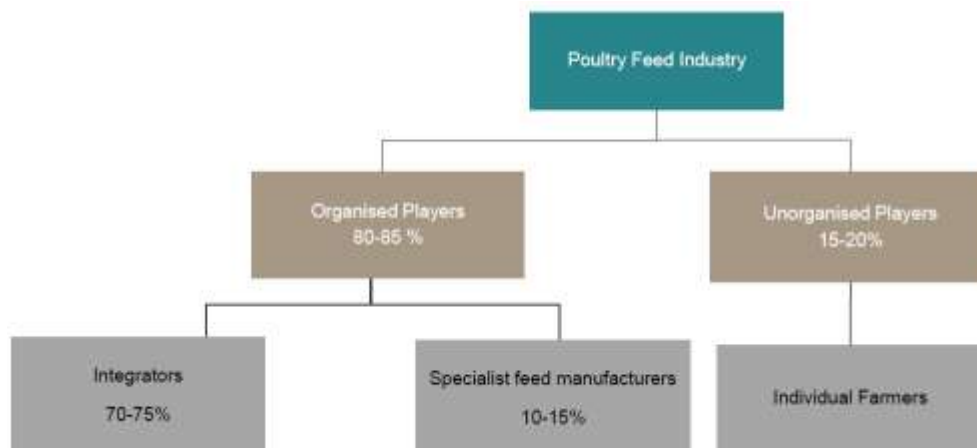 Poultry Feed Industry
Organised Players
80-85 %
Unorganised Players
15-20%
Integrators
70-75%
Specialist feed manufacturers
10-15%
Individual Farmers